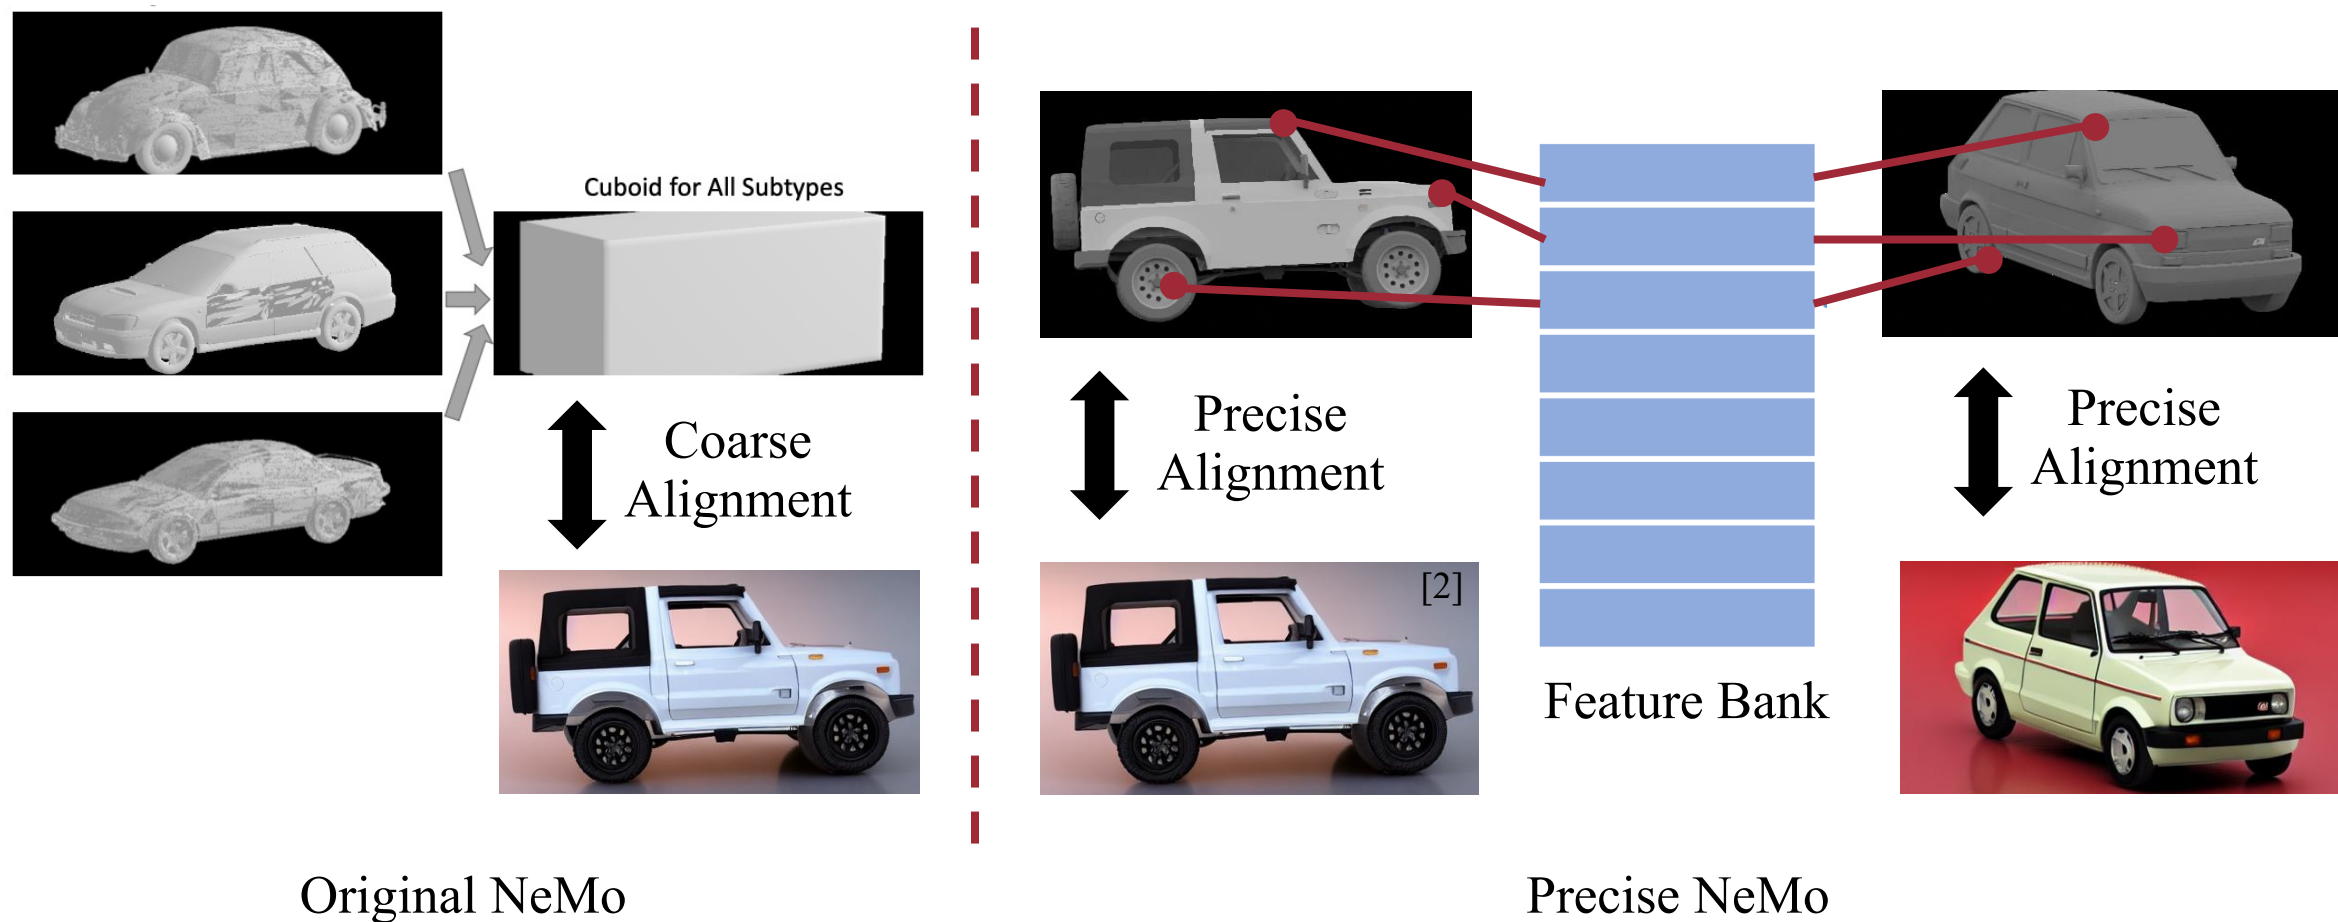 Cuboid for All Subtypes
Coarse
Alignment
Original NeMo
Precise
Alignment
[2]
Feature Bank
Precise
Alignment
Precise NeMo